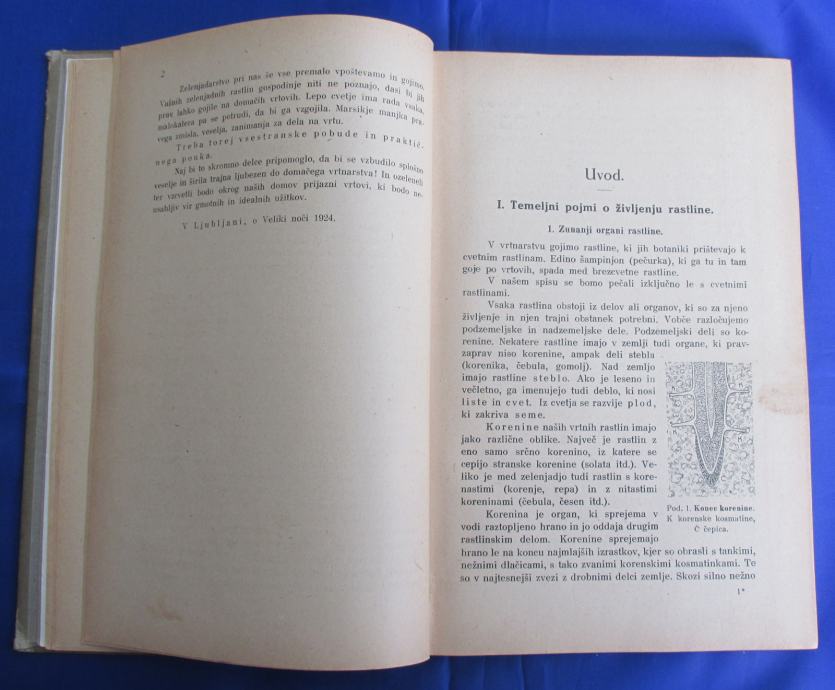 2
Zelenjadarstvo pri nas še vse premalo vpoštevamo in gojimo.
Važnih zelenjadnih rastlin gospodinje niti ne poznajo, dasi bi jih
prav lahko gojile na domačih vrtovih. Lepo cvetje ima rada vsaka,
malokatera pa se potrudi, da bi ga vzgojila. Marsikje manjka pra-
vega zmisla, veselja, zanimanja za dela na vrtu.
Treba torej vsestranske pobude in praktič-
nega pouka.
Naj bi to skromno delce pripomoglo, da bi se vzbudilo splošno
veselje in širila trajna ljubezen do domačega vrtnarstva! In ozeleneli
ter vzcveteli bodo okrog naših domov prijazni vrtovi, ki bodo ne-
usahljiv vir gmotnih in idealnih užitkov.
V Ljubljani, o Veliki noči 1924.
Uvod.
I. Temeljni pojmi o življenju rastline.
1. Zunanji organi rastline.
V vrtnarstvu gojimo rastline, ki jih botaniki prištevajo k
cvetnim rastlinam. Edino šampinjon (pečurka), ki ga tu in tam
goje po vrtovih, spada med brezcvetne rastline.
V našem spisu se bomo pečali izključno le s cvetnimi
rastlinami.
Vsaka rastlina obstoji iz delov ali organov, ki so za njeno
življenje in njen trajni obstanek potrebni. Vobče razločujemo
podzemeljske in nadzemeljske dele. Podzemeljski deli so ko-
renine. Nekatere rastline imajo v zemlji tudi organe, ki prav-
zaprav niso korenine, ampak deli stebla
(korenika, čebula, gomolj). Nad zemljo
imajo rastline steblo. Ako je leseno in
večletno, ga imenujejo tudi deblo, ki nosi
liste in cvet. Iz cvetja se razvije plod,
ki zakriva seme.
Korenine naših vrtnih rastlin imajo
jako različne oblike. Največ je rastlin z
eno samo srčno korenino, iz katere se
cepijo stranske korenine (solata itd.). Ve-
liko je med zelenjadjo tudi rastlin s kore-
nastimi (korenje, repa) in z nitastimi
koreninami (čebula, česen itd.).
Korenina je organ, ki sprejema v
vodi raztopljeno hrano in jo oddaja drugim
rastlinskim delom. Korenine sprejemajo
hrano le na koncu najmlajših izrastkov, kjer so obrasli s tankimi,
nežnimi dlačicami, s tako zvanimi korenskimi kosmatinkami. Te
so v najtesnejši zvezi z drobnimi delci zemlje. Skozi silno nežno
Pod. 1. Konec korenine.
K korenske kosmatine,
Č čepica.
1*